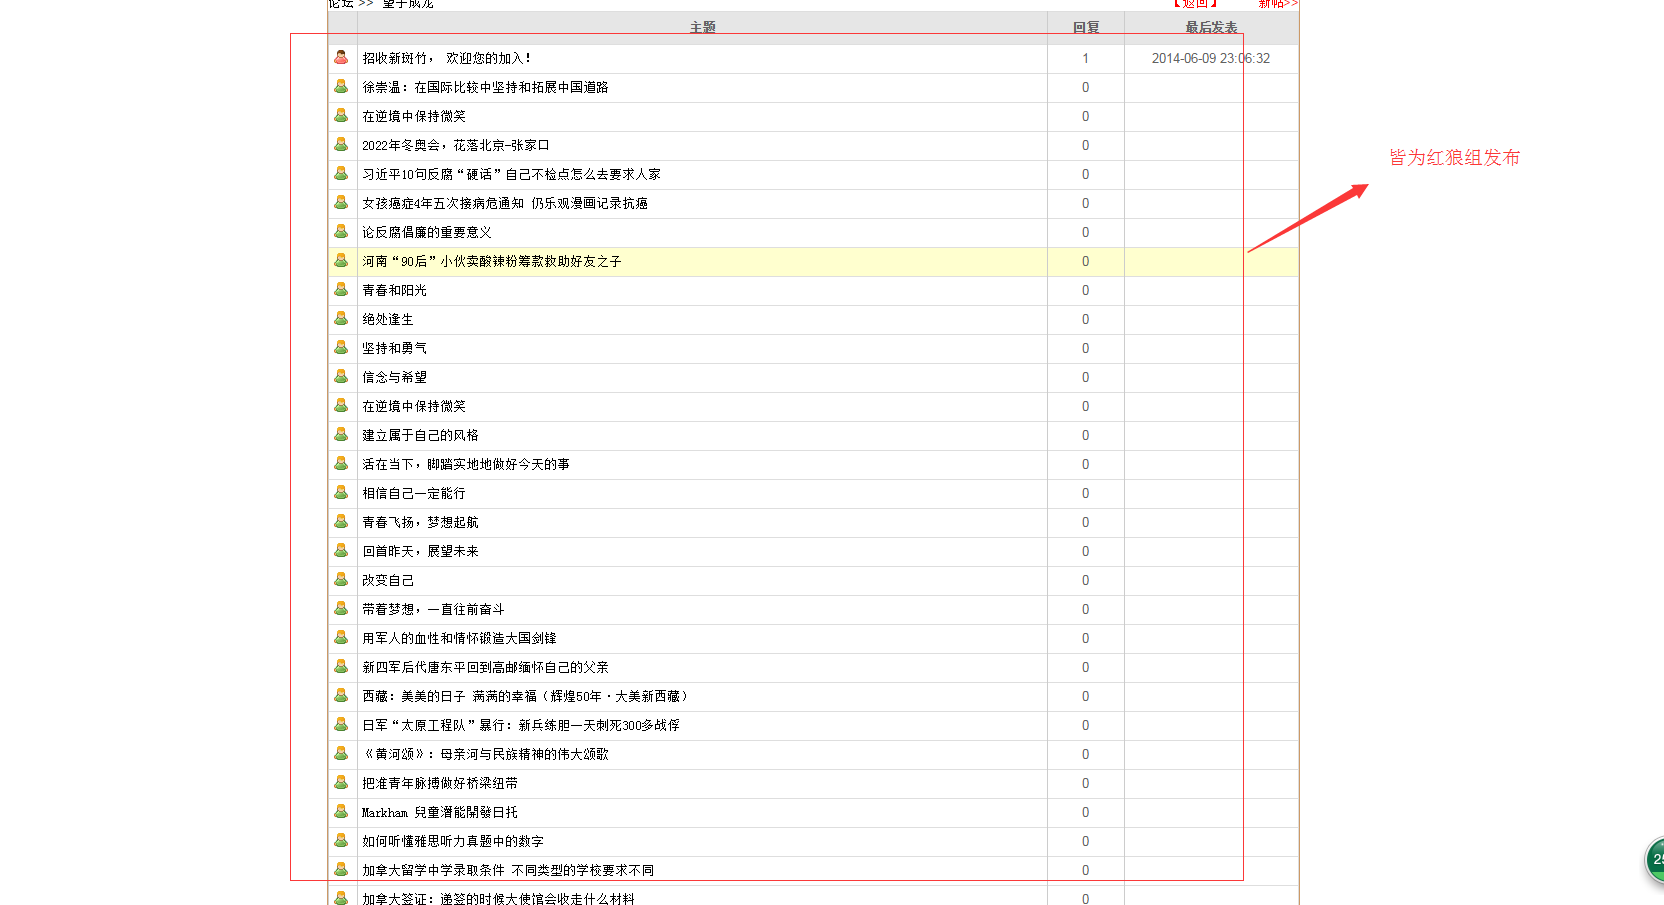 论坛 >> 望子成龙 【返回】 新帖>>
主题 回复 最后发表
招收新斑竹， 欢迎您的加入！ 1 2014-06-09 23:06:32
徐崇温：在国际比较中坚持和拓展中国道路 0
在逆境中保持微笑 0
2022年冬奥会，花落北京-张家口 0
皆为红狼组发布
习近平10句反腐“硬话”自己不检点怎么去要求人家 0
女孩癌症4年五次接病危通知 仍乐观漫画记录抗癌 0
论反腐倡廉的重要意义 0
河南“90后”小伙卖酸辣粉筹款救助好友之子 0
青春和阳光 0
绝处逢生 0
坚持和勇气 0
信念与希望 0
在逆境中保持微笑 0
建立属于自己的风格 0
活在当下，脚踏实地地做好今天的事 0
相信自己一定能行 0
青春飞扬，梦想起航 0
回首昨天，展望未来 0
改变自己 0
带着梦想，一直往前奋斗 0
用军人的血性和情怀锻造大国剑锋 0
新四军后代唐东平回到高邮缅怀自己的父亲 0
西藏：美美的日子 满满的幸福（辉煌50年·大美新西藏） 0
日军“太原工程队”暴行：新兵练胆一天刺死300多战俘 0
《黄河颂》：母亲河与民族精神的伟大颂歌 0
把准青年脉搏做好桥梁纽带 0
Markham 兒童潛能開發日托 0
如何听懂雅思听力真题中的数字 0
加拿大留学中学录取条件 不同类型的学校要求不同 0
加拿大签证：递签的时候大使馆会收走什么材料 0